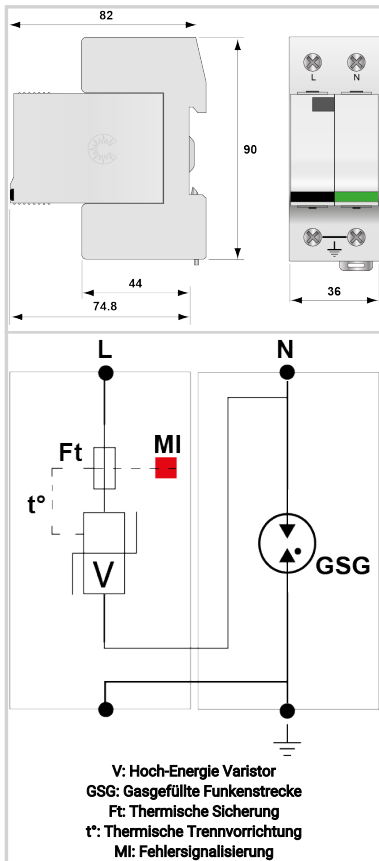 82
L N
90
44
74.8
36
L N
Ft MI
t°
V
GSG
V: Hoch-Energie Varistor
GSG: Gasgefüllte Funkenstrecke
Ft: Thermische Sicherung
t°: Thermische Trennvorrichtung
MI: Fehlersignalisierung